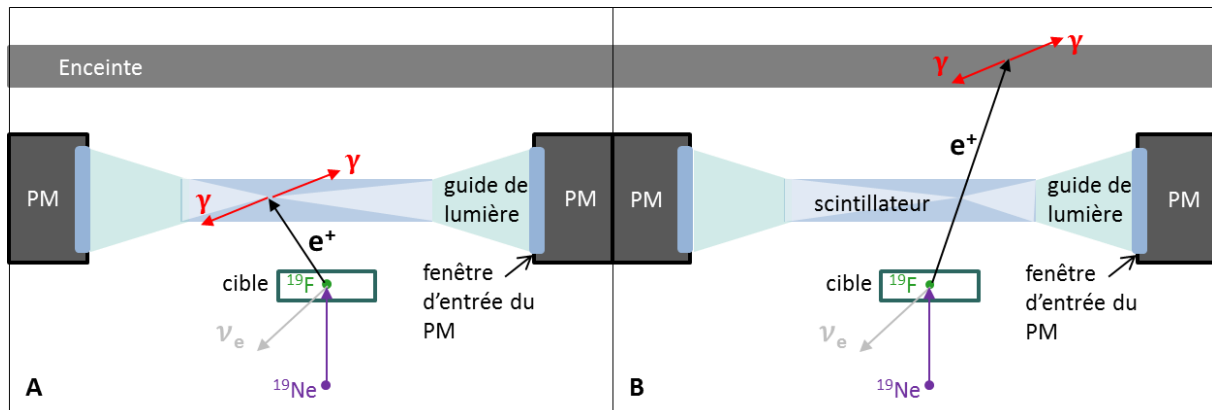 Enceinte
γ
γ
PM
PM
guide de
lumière
e⁺
cible
¹⁹F
fenêtre
d'entrée du
PM
νₑ
¹⁹Ne
A
γ
γ
e⁺
PM
PM
scintillateur
guide de
lumière
cible
¹⁹F
fenêtre
d'entrée du
PM
νₑ
¹⁹Ne
B